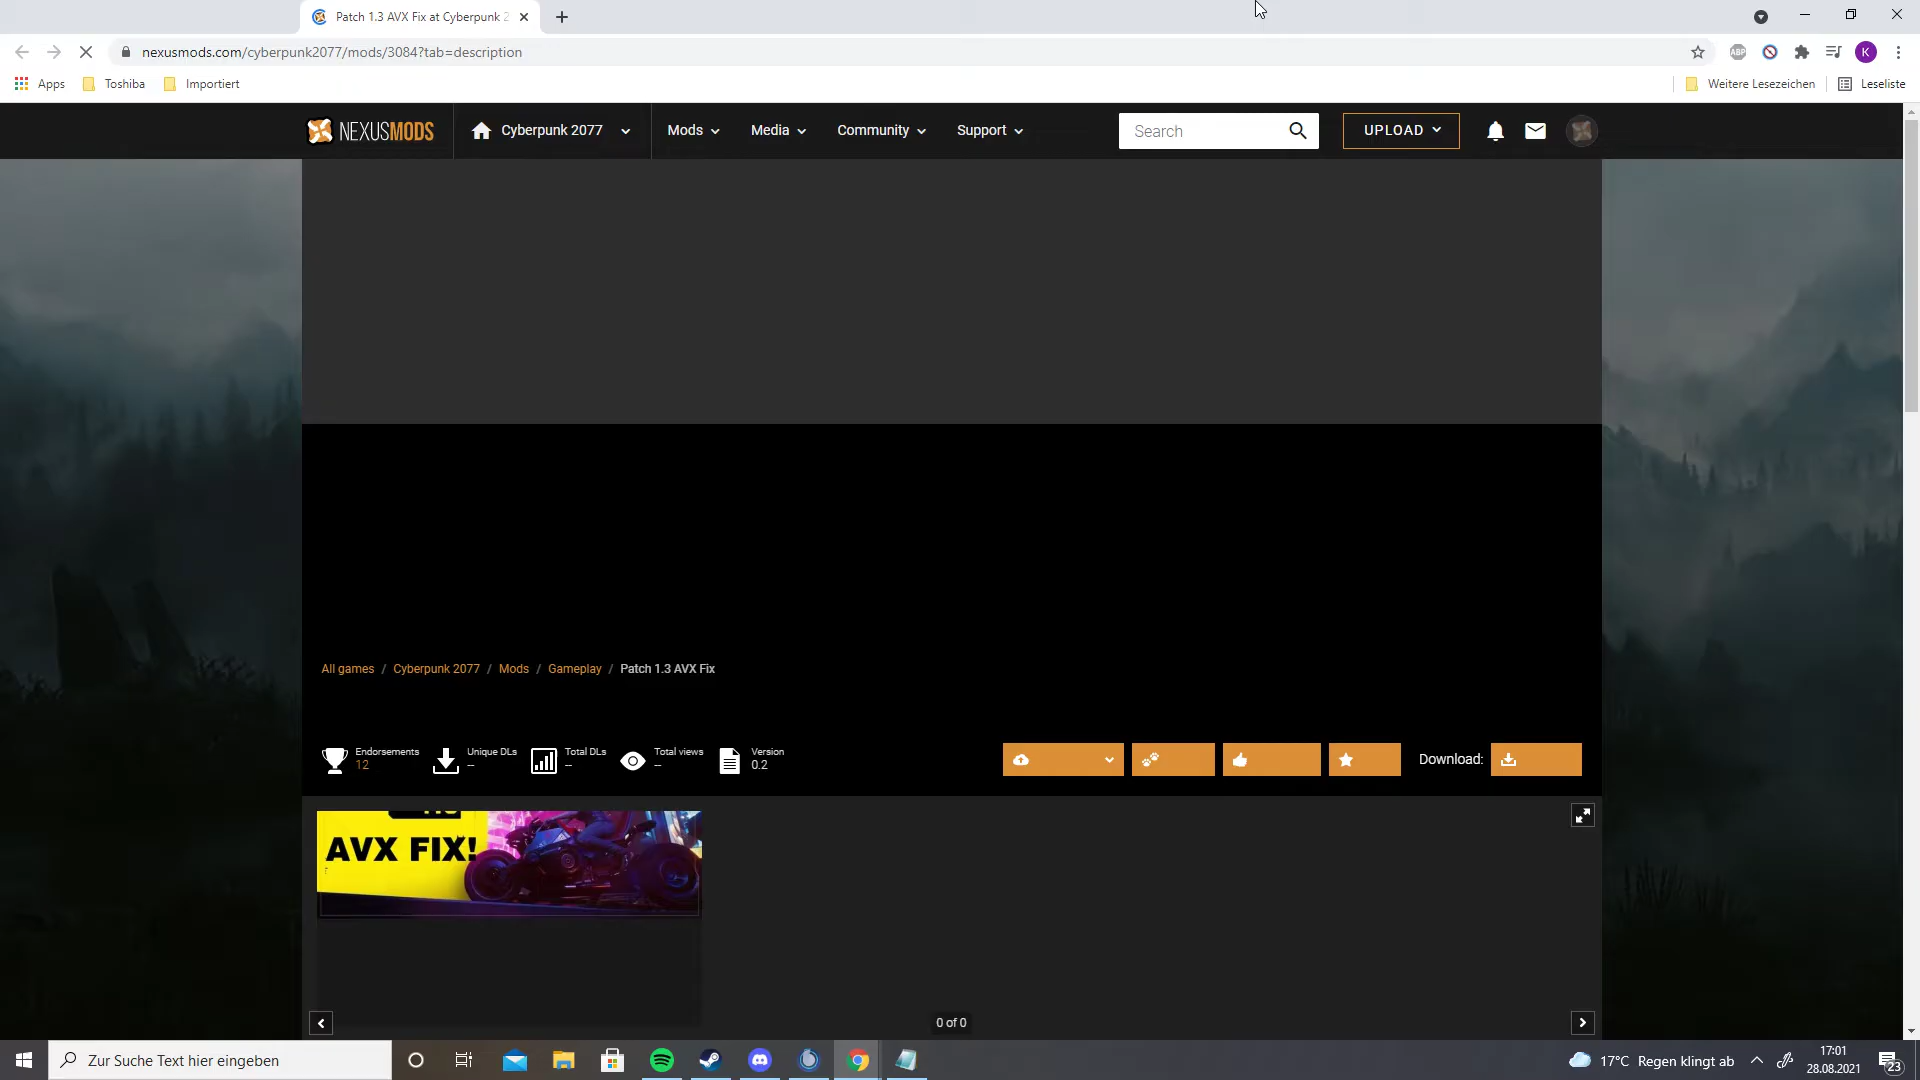 Patch 1.3 AVX Fix at Cyberpunk 2
nexusmods.com/cyberpunk2077/mods/3084?tab=description
ABP
K
Apps
Toshiba
Importiert
Weitere Lesezeichen
Leseliste
NEXUSMODS
Cyberpunk 2077
Mods
Media
Community
Support
Search
UPLOAD
All games / Cyberpunk 2077 / Mods / Gameplay / Patch 1.3 AVX Fix
Endorsements
12
Unique DLs
--
Total DLs
--
Total views
--
Version
0.2
Download:
AVX FIX!
0 of 0
Zur Suche Text hier eingeben
17°C Regen klingt ab
17:01
28.08.2021
23